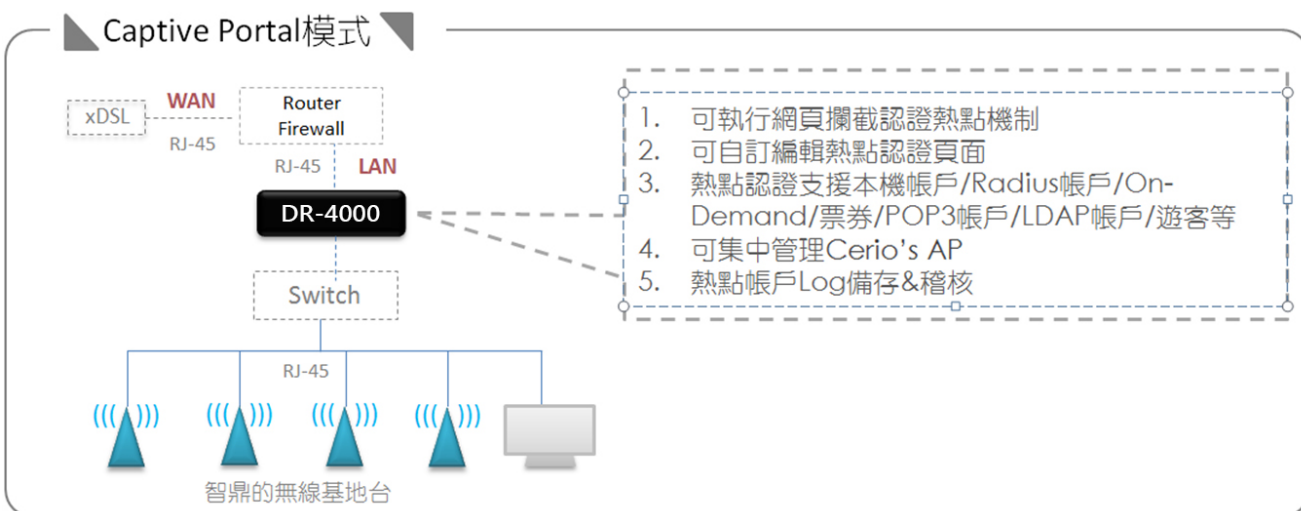 Captive Portal模式
WAN
xDSL
RJ-45
Router
Firewall
RJ-45
LAN
DR-4000
Switch
RJ-45
智鼎的無線基地台
1. 可執行網頁攔截認證熱點機制
2. 可自訂編輯熱點認證頁面
3. 熱點認證支援本機帳戶/Radius帳戶/On-
Demand/票券/POP3帳戶/LDAP帳戶/遊客等
4. 可集中管理Cerio’s AP
5. 熱點帳戶Log備存&稽核